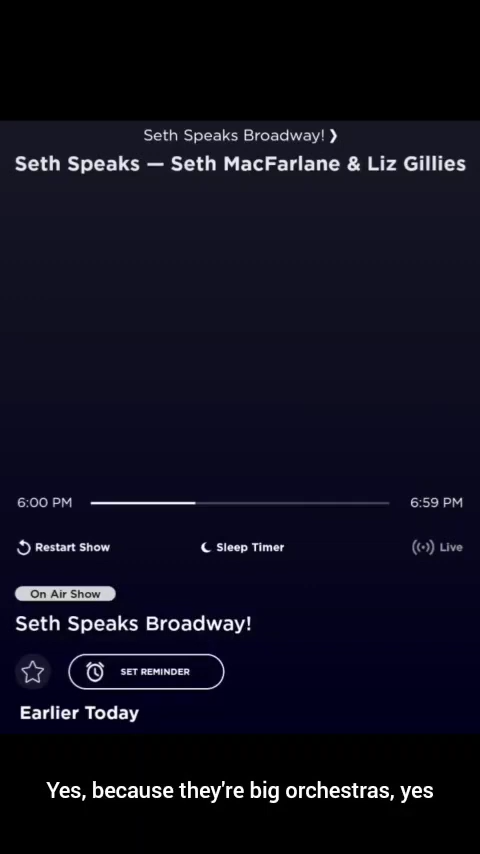 Seth Speaks Broadway! ❯
Seth Speaks — Seth MacFarlane & Liz Gillies
6:00 PM
6:59 PM
Restart Show
Sleep Timer
Live
On Air Show
Seth Speaks Broadway!
SET REMINDER
Earlier Today
Yes, because they're big orchestras, yes